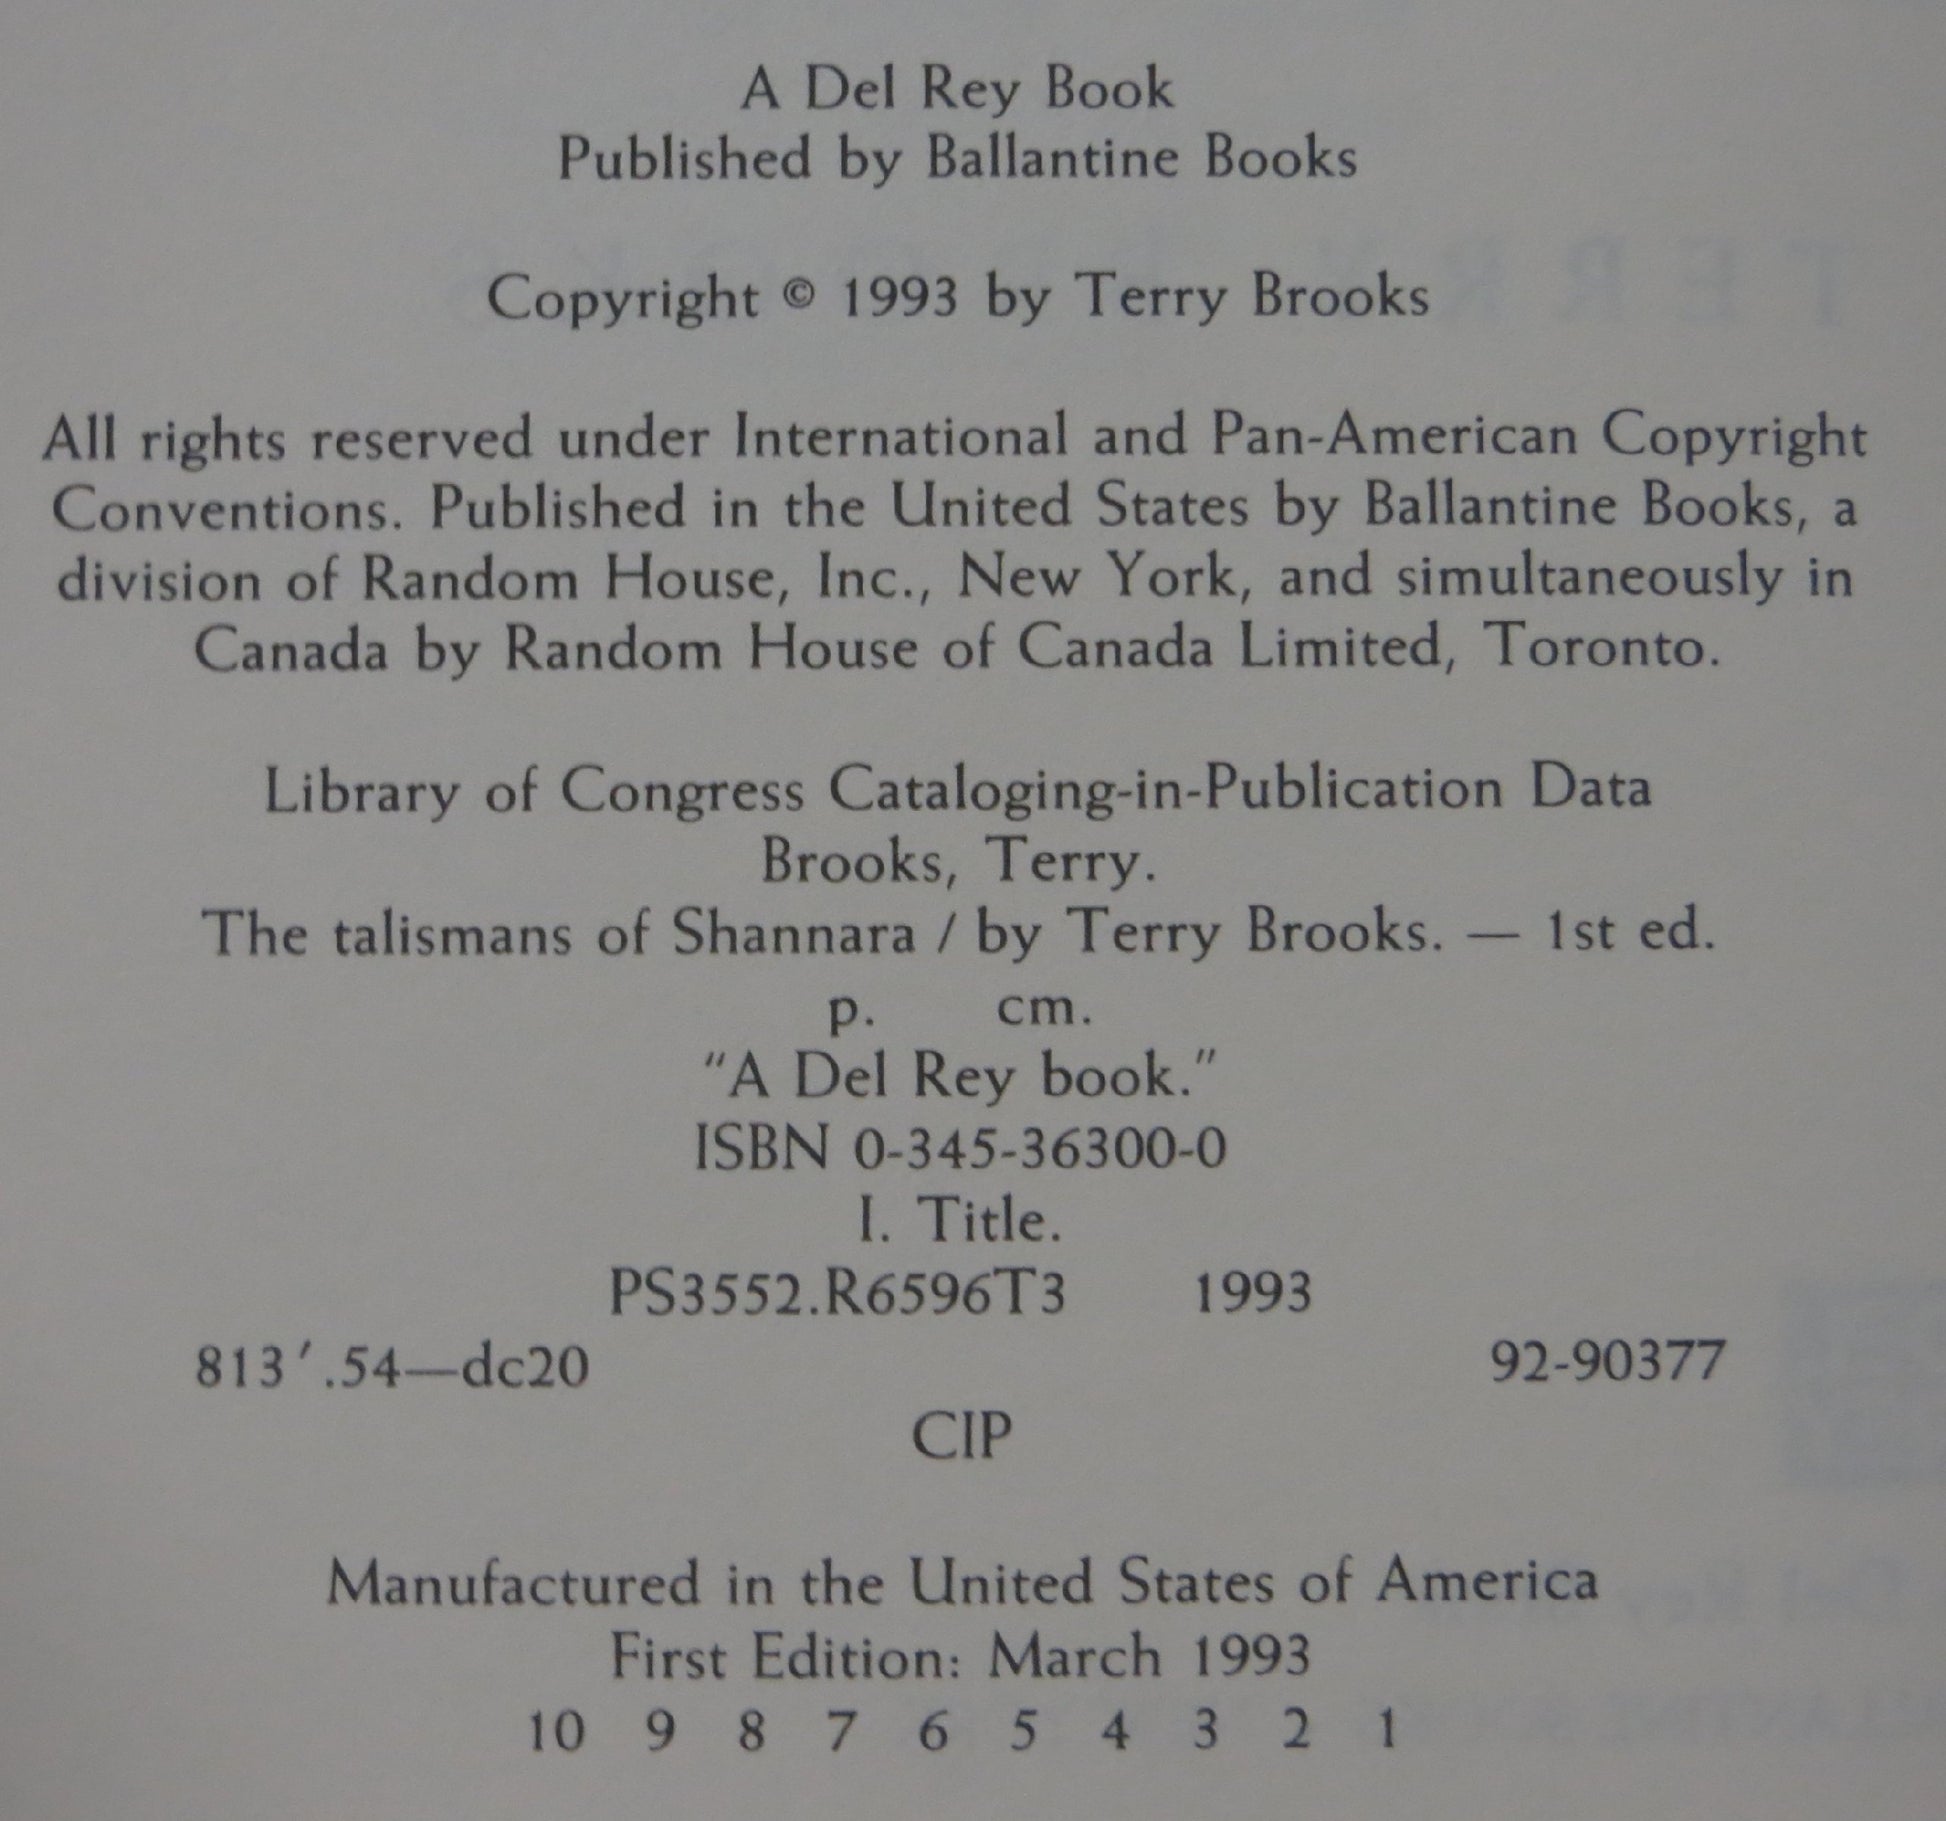 A Del Rey Book
Published by Ballantine Books
Copyright © 1993 by Terry Brooks
All rights reserved under International and Pan-American Copyright
Conventions. Published in the United States by Ballantine Books, a
division of Random House, Inc., New York, and simultaneously in
Canada by Random House of Canada Limited, Toronto.
Library of Congress Cataloging-in-Publication Data
Brooks, Terry.
The talismans of Shannara / by Terry Brooks. — 1st ed.
p. cm.
"A Del Rey book."
ISBN 0-345-36300-0
I. Title.
PS3552.R6596T3 1993
813′.54—dc20 92-90377
CIP
Manufactured in the United States of America
First Edition: March 1993
10 9 8 7 6 5 4 3 2 1